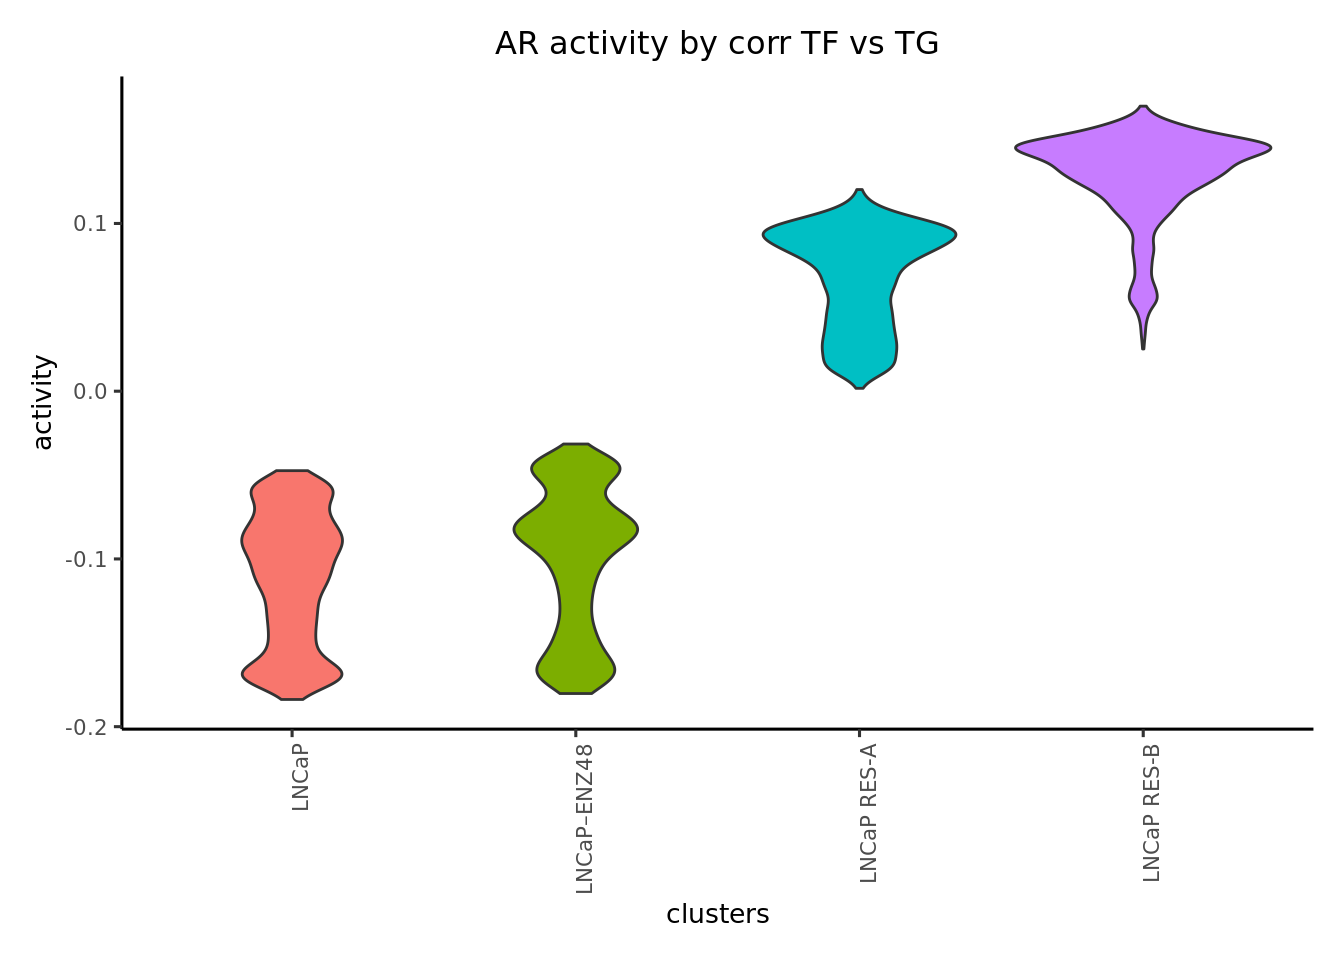 AR activity by corr TF vs TG
activity
0.1
0.0
-0.1
-0.2
LNCaP
LNCaP–ENZ48
LNCaP RES-A
LNCaP RES-B
clusters